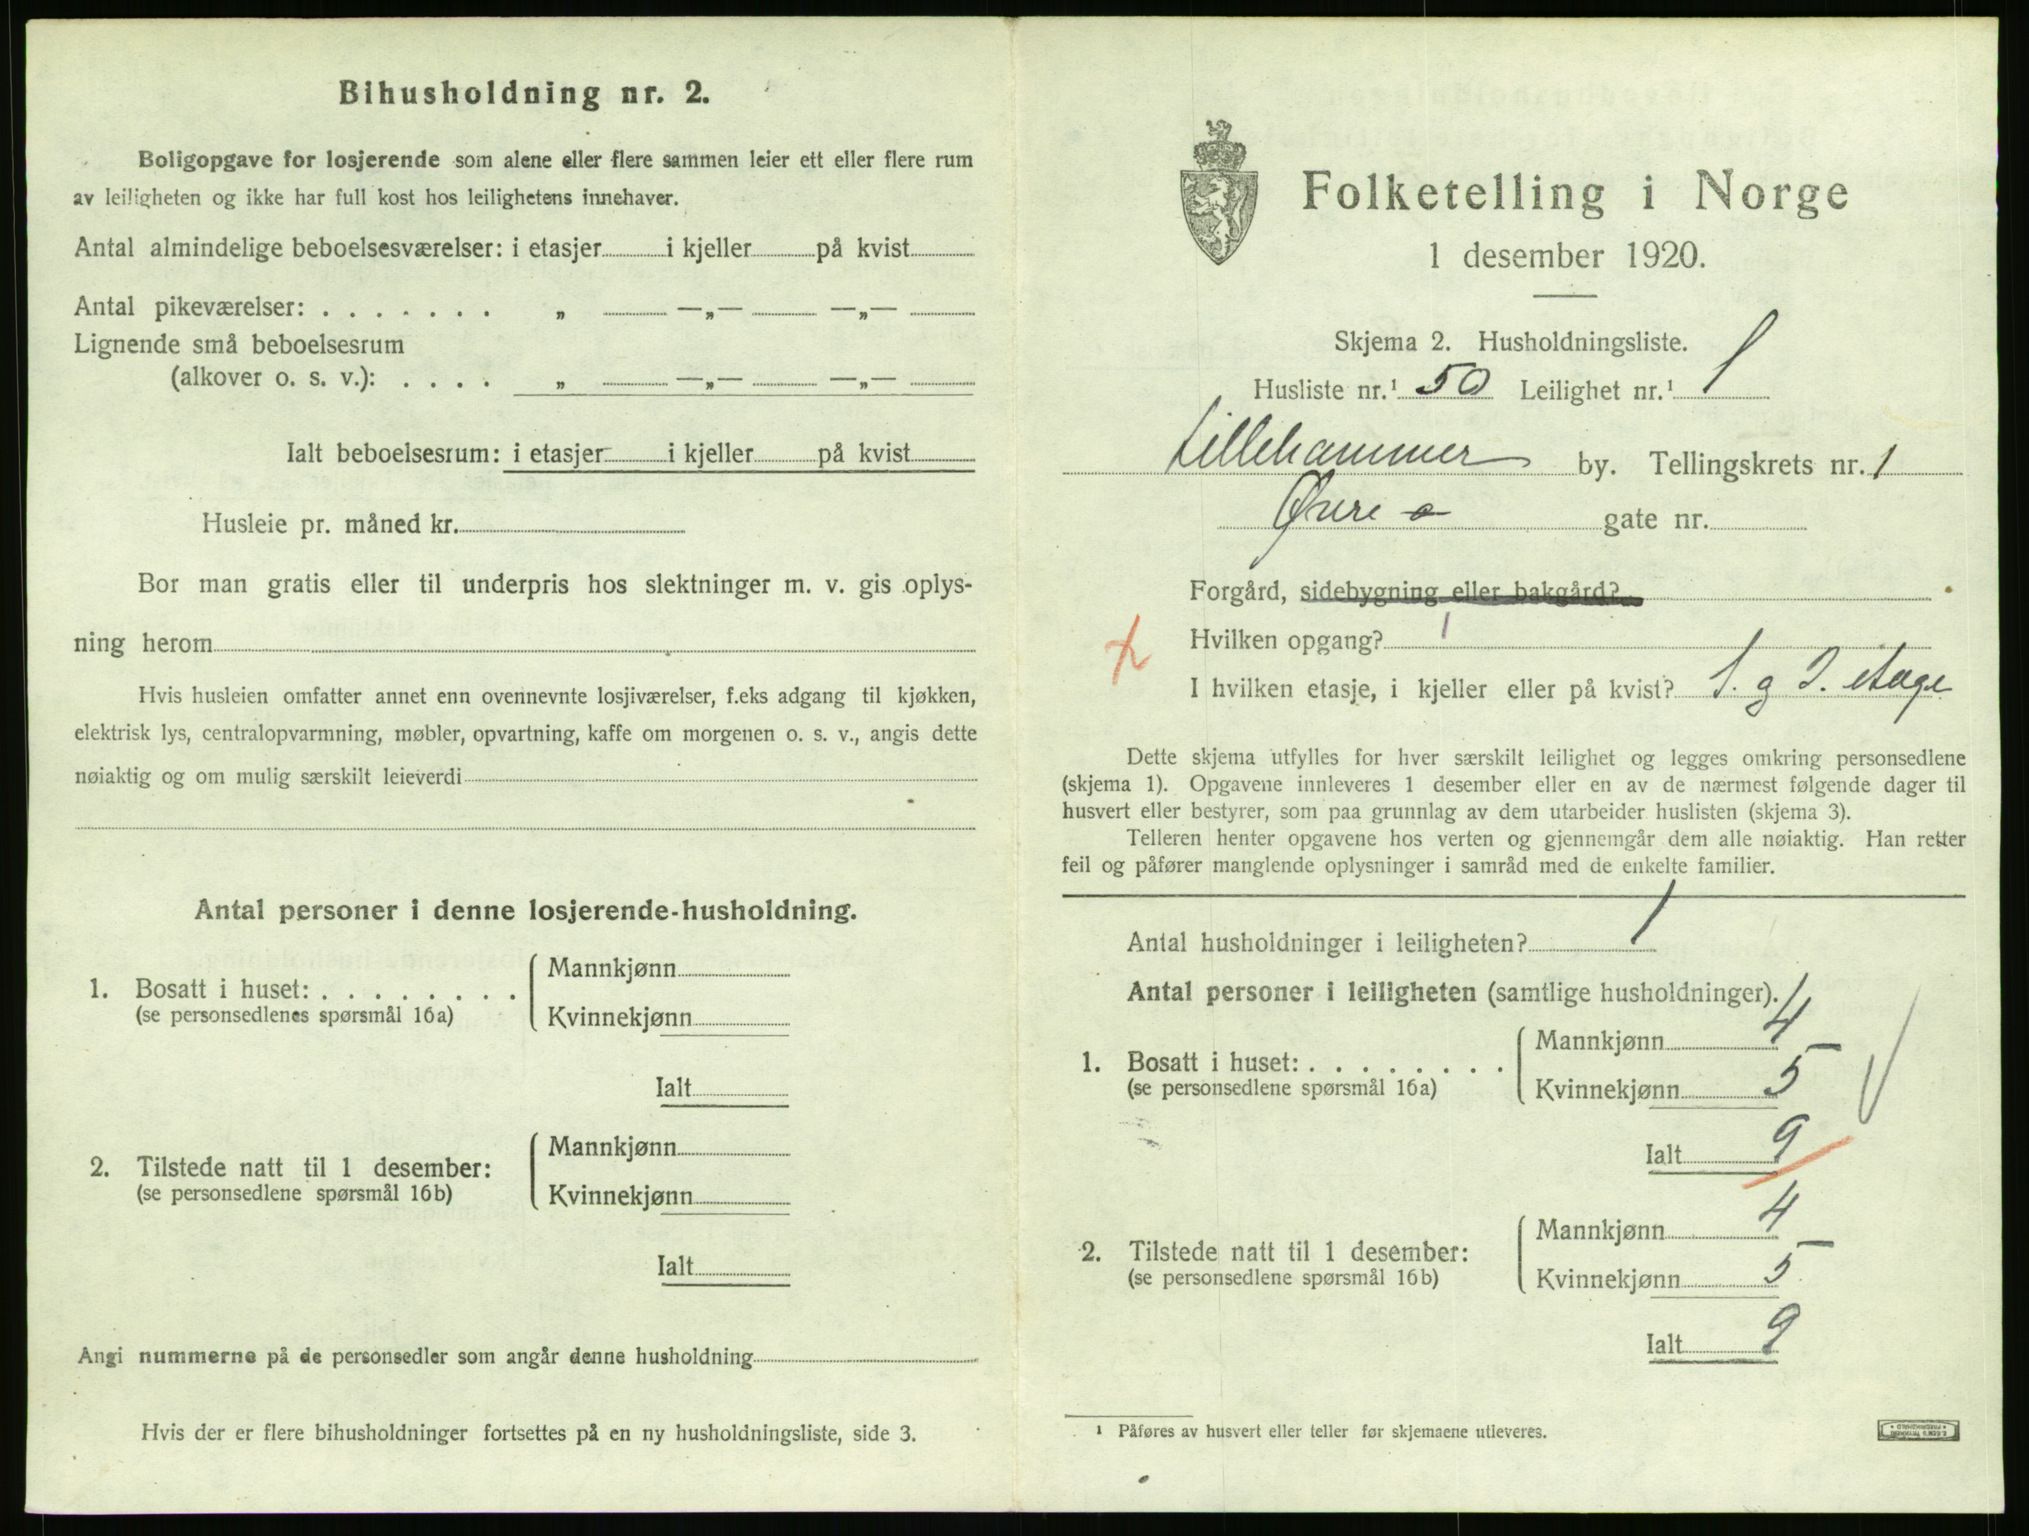 Bihusholdning nr. 2.
Boligopgave for losjerende som alene eller flere sammen leier ett eller flere rum
av leiligheten og ikke har full kost hos leilighetens innehaver.
Antal almindelige beboelsesværelser: i etasjer i kjeller på kvist
Antal pikeværelser: . . . . . . . „ —„— —„—
Lignende små beboelsesrum
(alkover o. s. v.): . . . . „ —„— —„—
Ialt beboelsesrum: i etasjer i kjeller på kvist
Husleie pr. måned kr.
Bor man gratis eller til underpris hos slektninger m. v. gis oplys-
ning herom
Hvis husleien omfatter annet enn ovennevnte losjiværelser, f.eks adgang til kjøkken,
elektrisk lys, centralopvarmning, møbler, opvartning, kaffe om morgenen o. s. v., angis dette
nøiaktig og om mulig særskilt leieverdi
Antal personer i denne losjerende-husholdning.
1. Bosatt i huset: . . . . . . . . Mannkjønn
(se personsedlenes spørsmål 16a) Kvinnekjønn
Ialt
2. Tilstede natt til 1 desember: Mannkjønn
(se personsedlene spørsmål 16b) Kvinnekjønn
Ialt
Angi nummerne på de personsedler som angår denne husholdning
Hvis der er flere bihusholdninger fortsettes på en ny husholdningsliste, side 3.
Folketelling i Norge
1 desember 1920.
Skjema 2. Husholdningsliste.
Husliste nr.¹ 50 Leilighet nr.¹ 1
Lillehammer by. Tellingskrets nr. 1
Øvre gate nr.
Forgård, sidebygning eller bakgård?
Hvilken opgang? 1
I hvilken etasje, i kjeller eller på kvist? 1. g 2. etage
Dette skjema utfylles for hver særskilt leilighet og legges omkring personsedlene
(skjema 1). Opgavene innleveres 1 desember eller en av de nærmest følgende dager til
husvert eller bestyrer, som paa grunnlag av dem utarbeider huslisten (skjema 3).
Telleren henter opgavene hos verten og gjennemgår dem alle nøiaktig. Han retter
feil og påfører manglende oplysninger i samråd med de enkelte familier.
Antal husholdninger i leiligheten? 1
Antal personer i leiligheten (samtlige husholdninger).
1. Bosatt i huset: . . . . . . . . Mannkjønn 4
(se personsedlene spørsmål 16a) Kvinnekjønn 5
Ialt 9
2. Tilstede natt til 1 desember: Mannkjønn 4
(se personsedlene spørsmål 16b) Kvinnekjønn 5
Ialt 9
¹ Påføres av husvert eller teller før skjemaene utleveres.